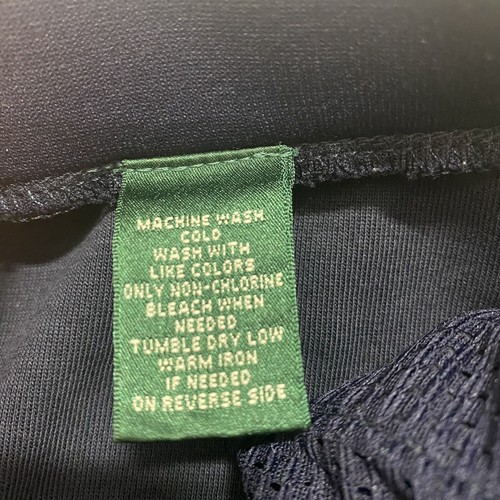 MACHINE WASH
COLD
WASH WITH
LIKE COLORS
ONLY NON-CHLORINE
BLEACH WHEN
NEEDED
TUMBLE DRY LOW
WARM IRON
IF NEEDED
ON REVERSE SIDE